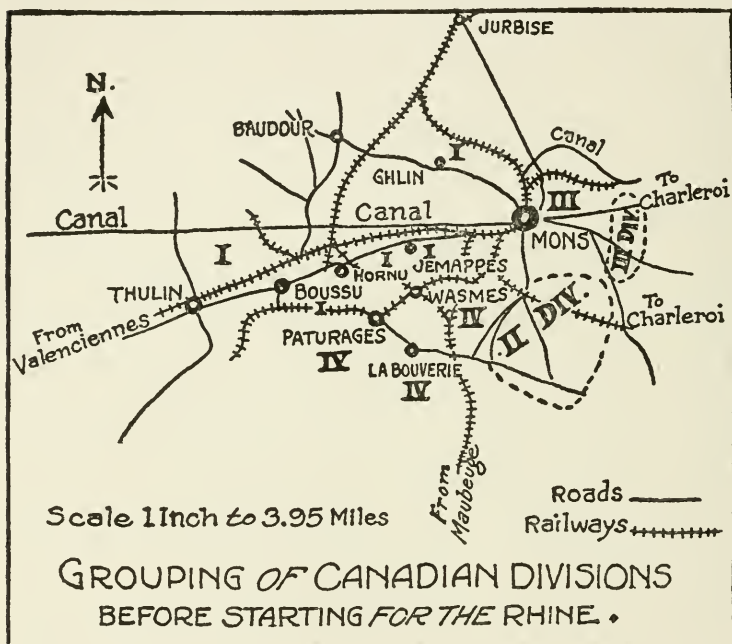 JURBISE
N.
BAUDOUR
I
GHLIN
Canal
To
Charleroi
III
Canal
Canal
MONS
III DIV.
I
I
I
HORNU
JEMAPPES
THULIN
BOUSSU
WASMES
To
Charleroi
From
Valenciennes
I
IV
II DIV.
PATURAGES
IV
LA BOUVERIE
IV
From
Maubeuge
Scale 1 Inch to 3.95 Miles
Roads
Railways
GROUPING OF CANADIAN DIVISIONS
BEFORE STARTING FOR THE RHINE.